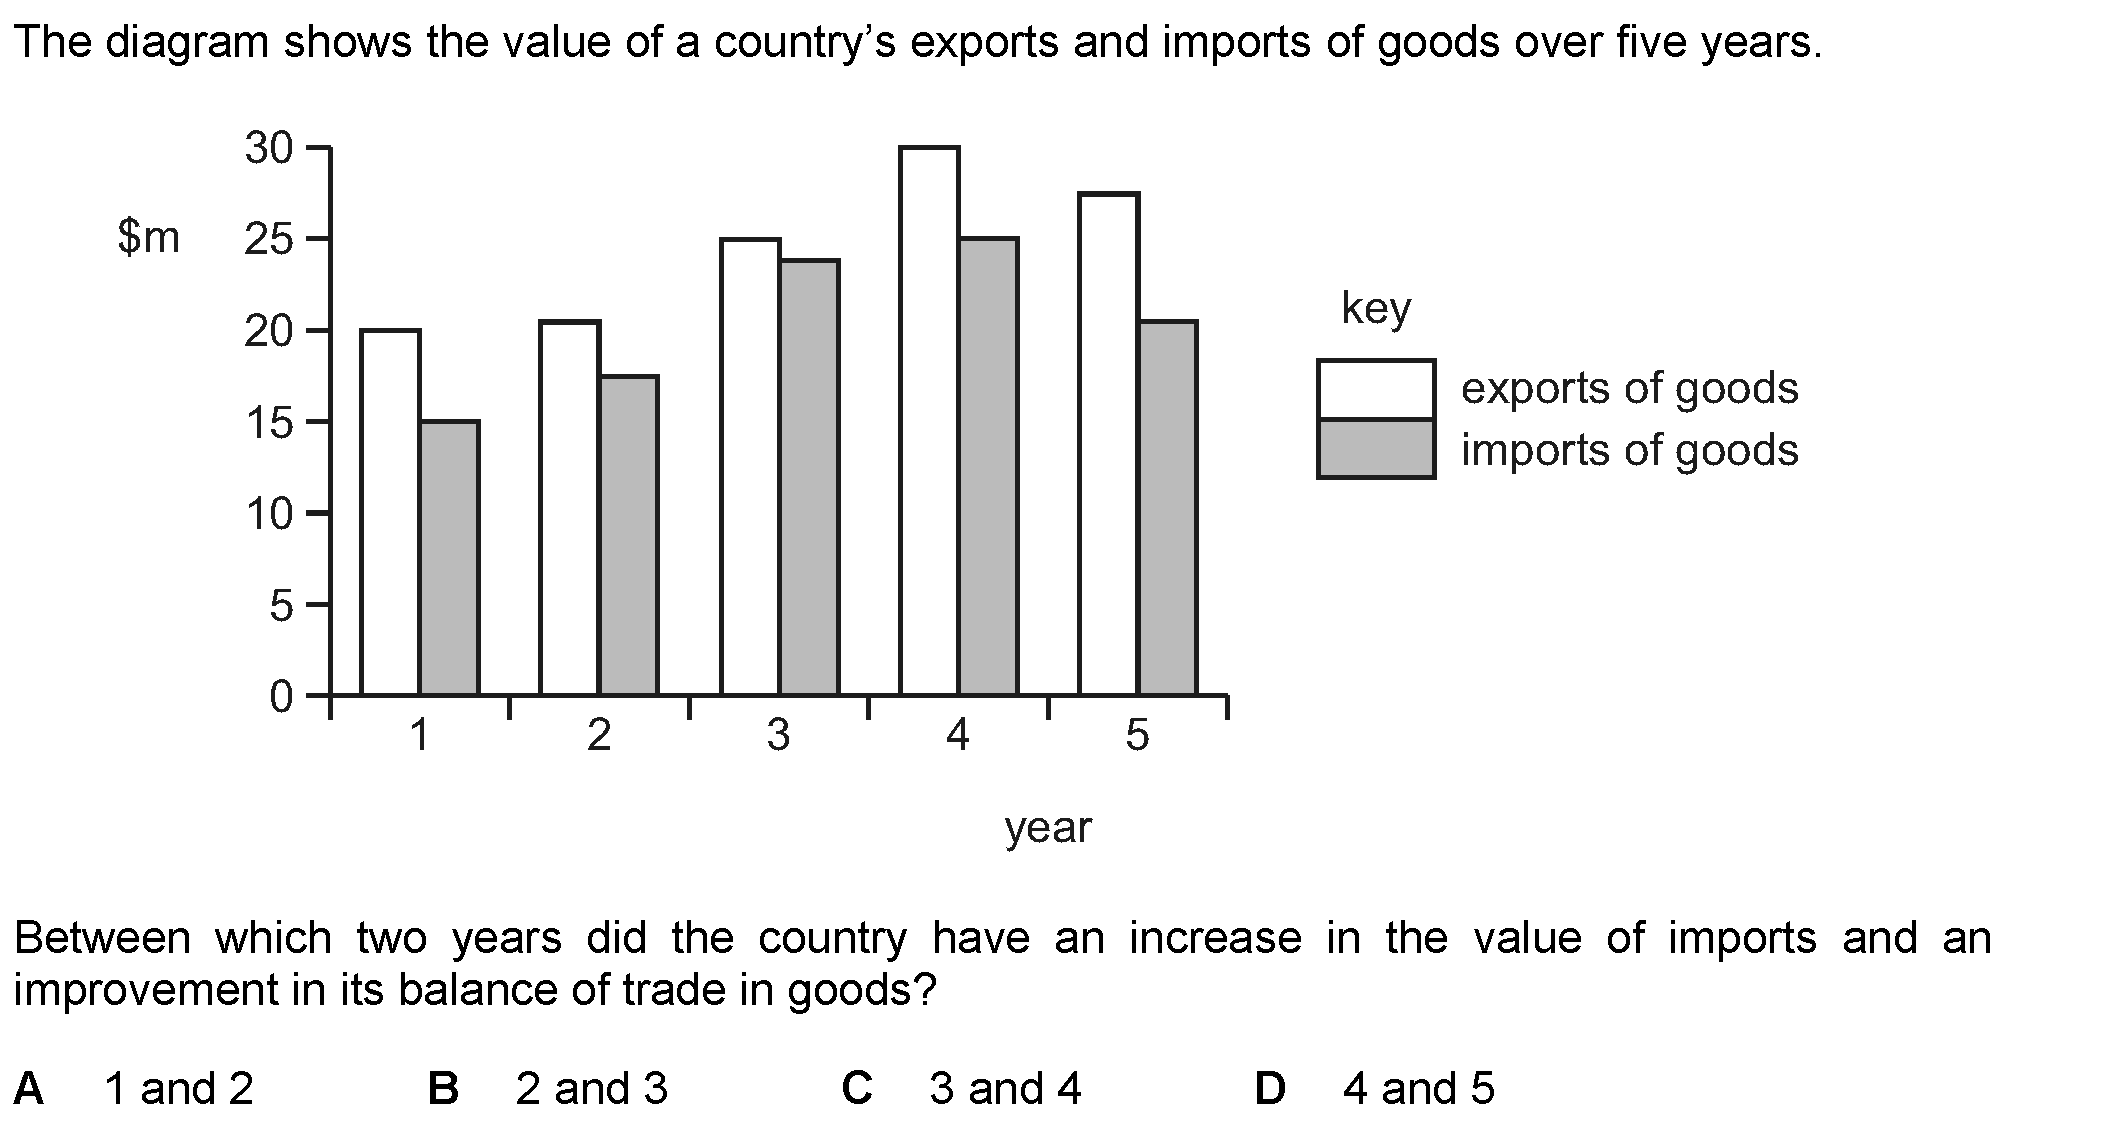 The diagram shows the value of a country’s exports and imports of goods over five years.
30
$m 25
20
15
10
5
0
1 2 3 4 5
year
key
exports of goods
imports of goods
Between which two years did the country have an increase in the value of imports and an
improvement in its balance of trade in goods?
A 1 and 2 B 2 and 3 C 3 and 4 D 4 and 5